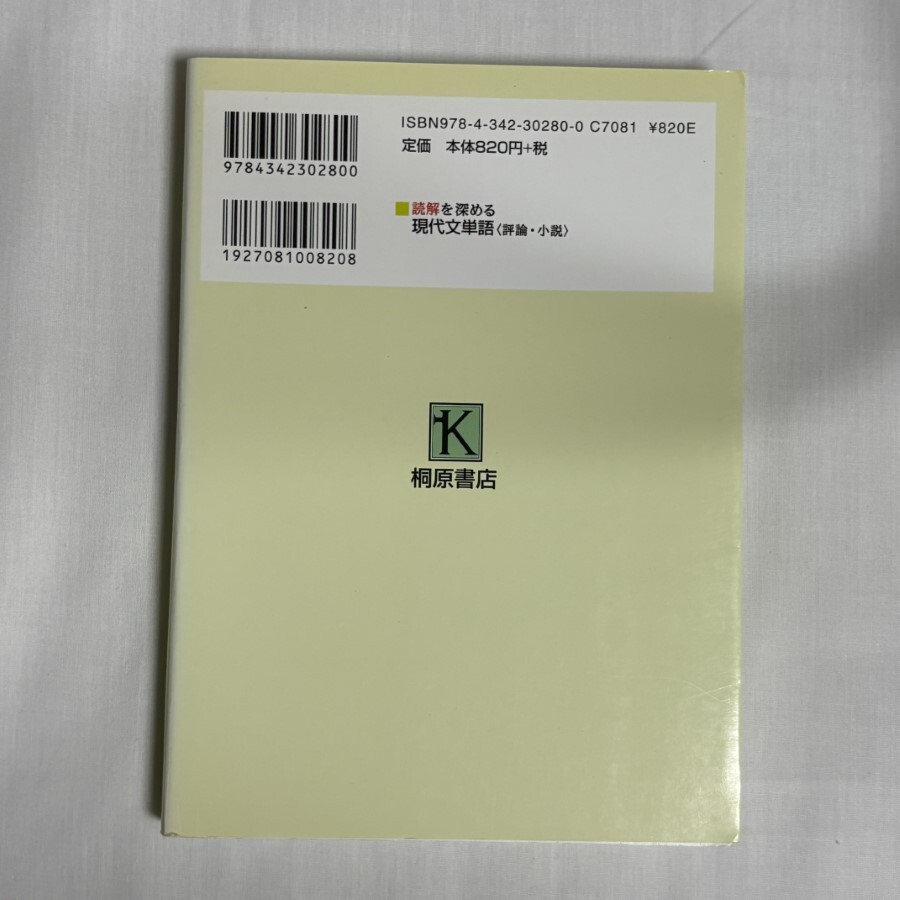 ISBN978-4-342-30280-0 C7081 ¥820E
定価 本体820円+税
9784342302800
■読解を深める
現代文単語〈評論・小説〉
1927081008208
K
桐原書店